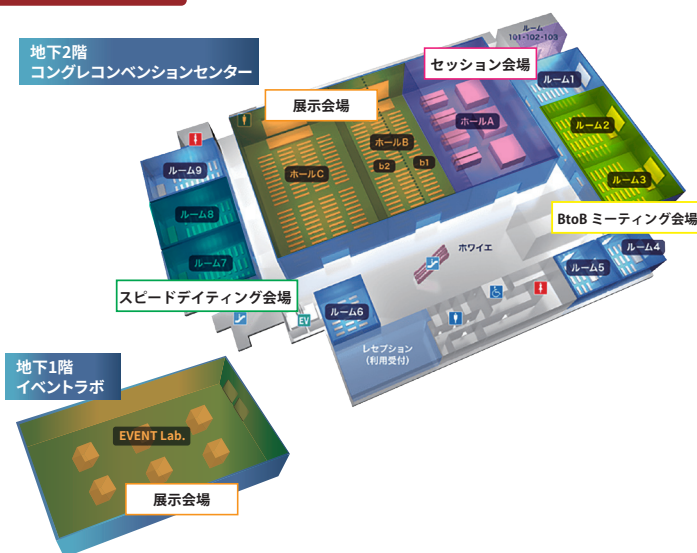 地下2階
コングレコンベンションセンター
ルーム
101・102・103
セッション会場
ルーム1
展示会場
ホールA
ルーム2
ホールB
b1
b2
ホールC
ルーム3
ルーム9
ルーム8
ルーム7
BtoB ミーティング会場
ホワイエ
ルーム4
ルーム5
スピードデイティング会場
EV
ルーム6
レセプション
(利用受付)
地下1階
イベントラボ
EVENT Lab.
展示会場